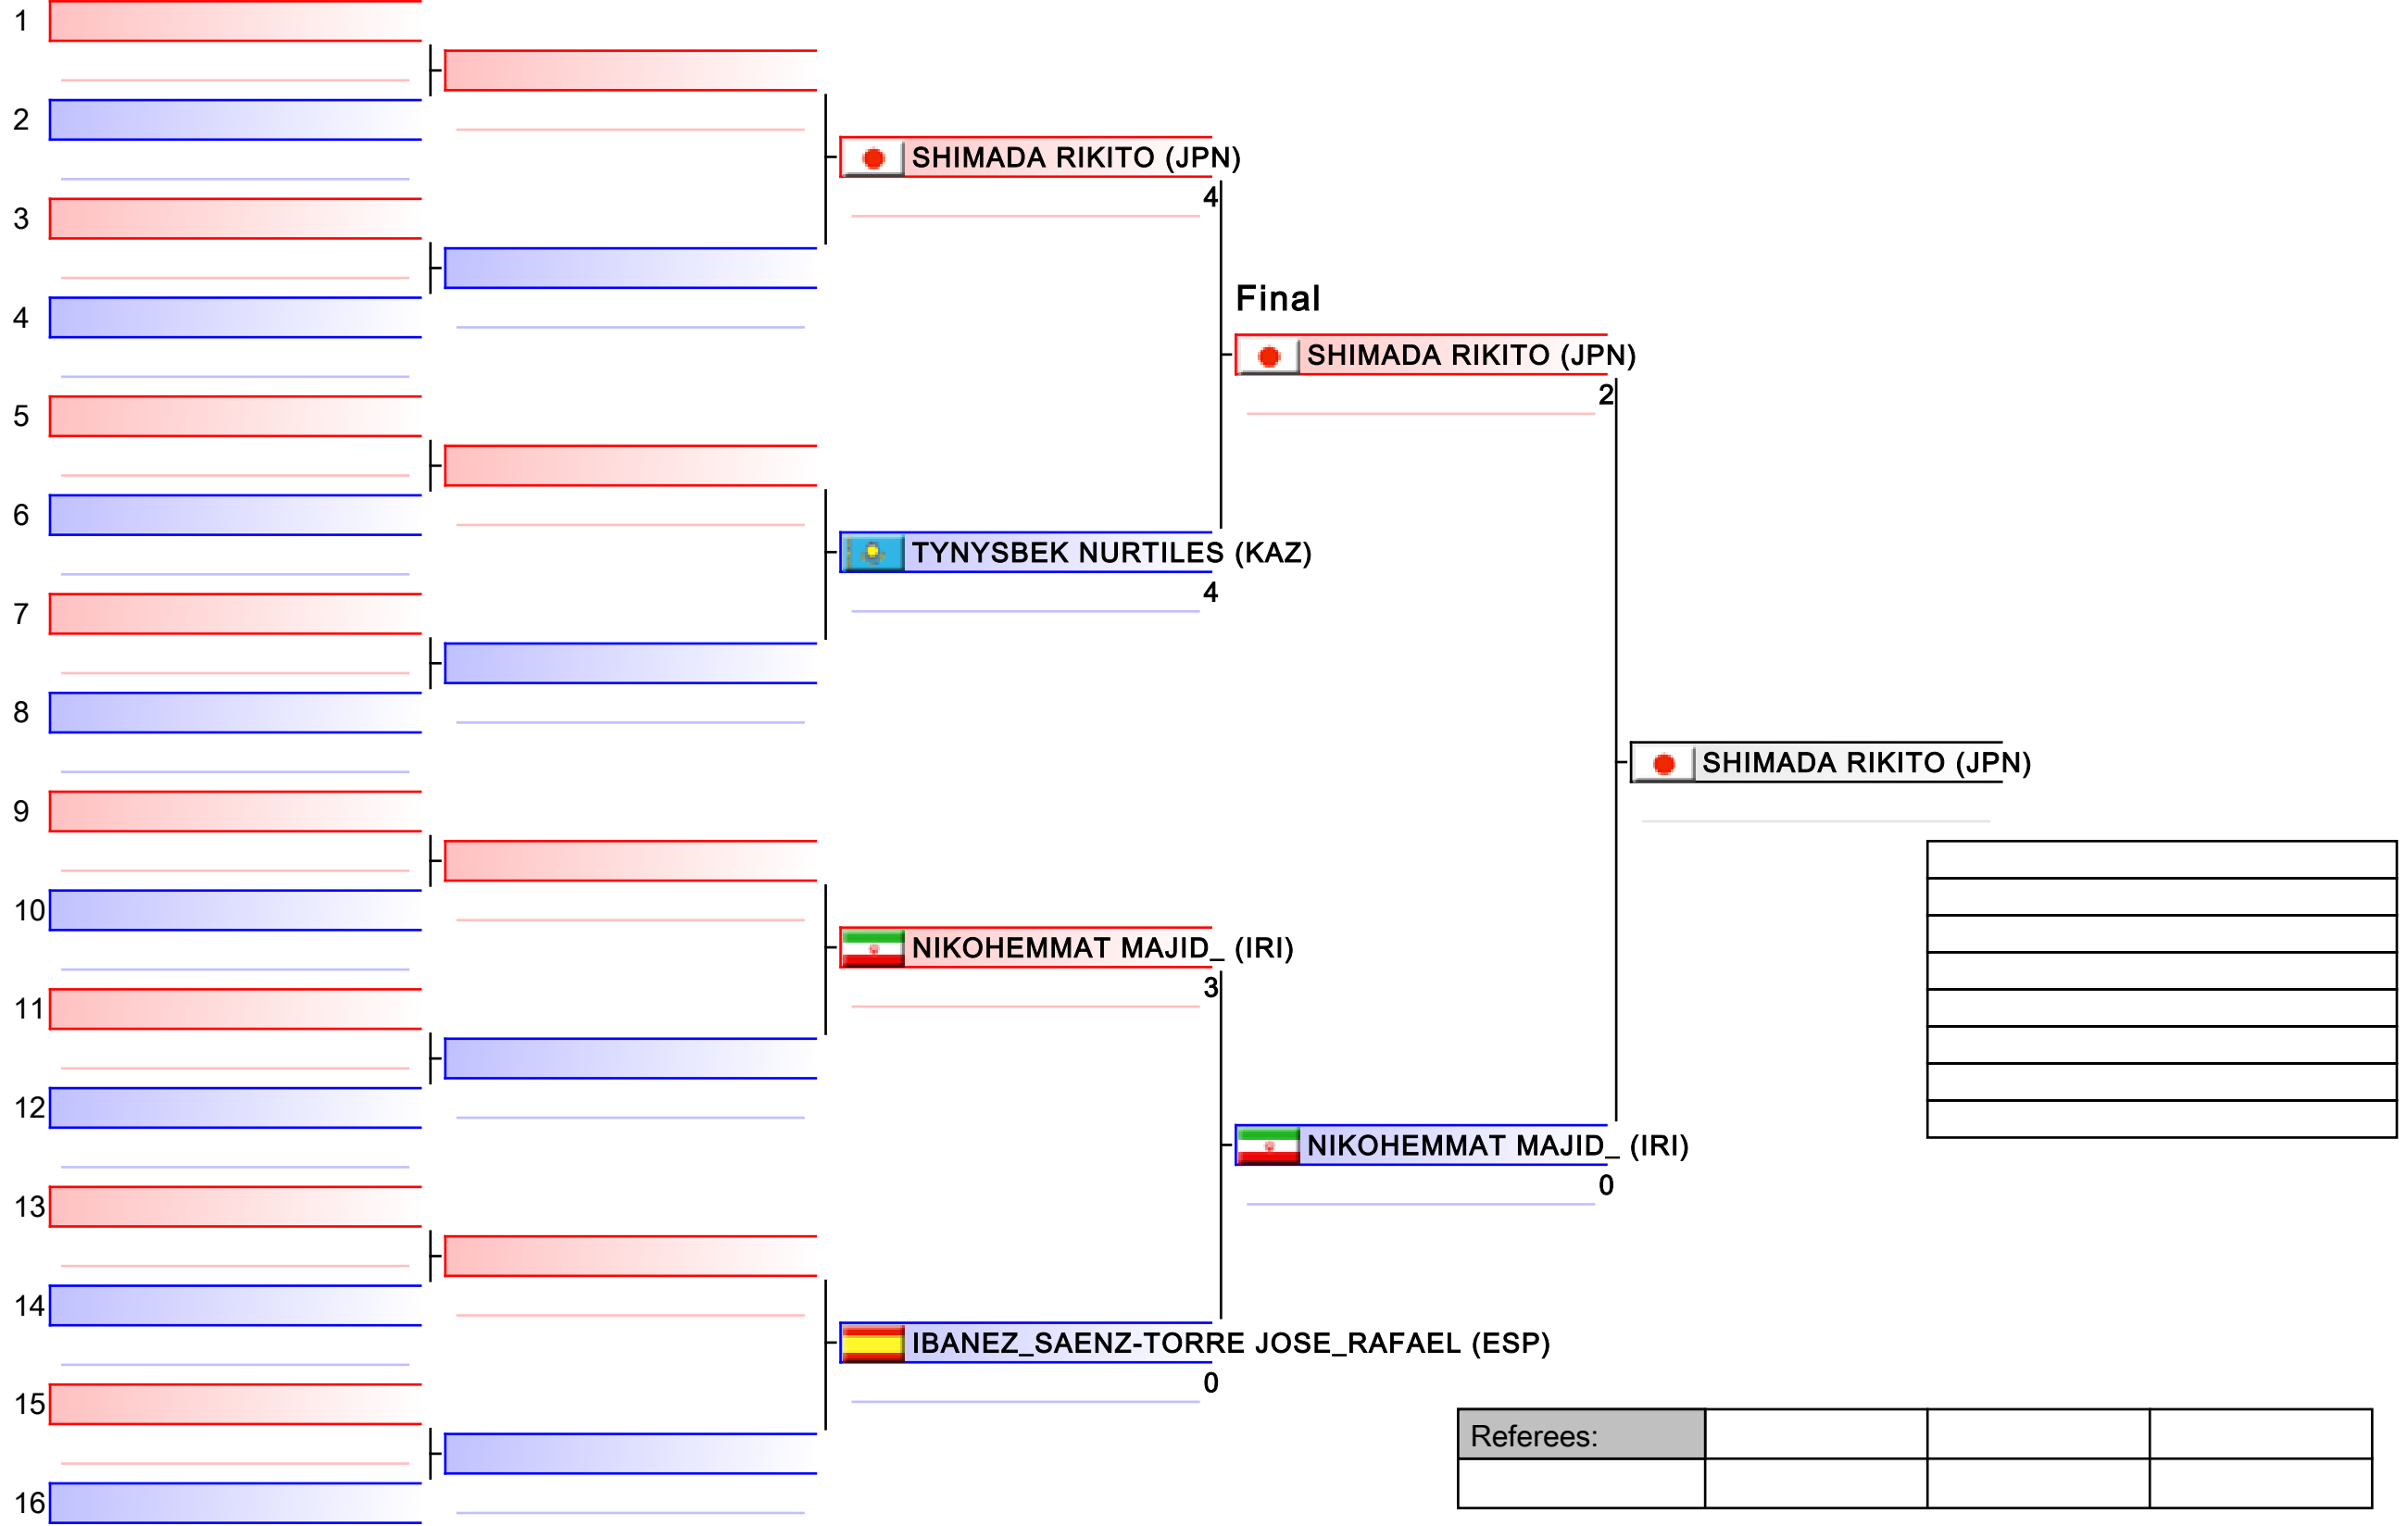 1
2
SHIMADA RIKITO (JPN)
4
3
Final
4
SHIMADA RIKITO (JPN)
2
5
6
TYNYSBEK NURTILES (KAZ)
4
7
8
SHIMADA RIKITO (JPN)
9
10
NIKOHEMMAT MAJID_ (IRI)
3
11
12
NIKOHEMMAT MAJID_ (IRI)
0
13
14
IBANEZ_SAENZ-TORRE JOSE_RAFAEL (ESP)
0
15
Referees:
16